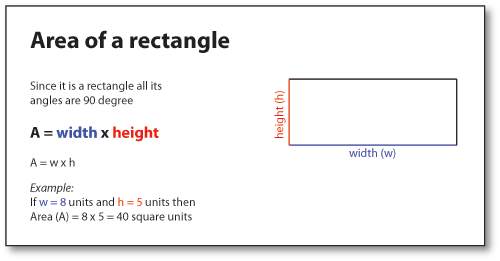 Area of a rectangle
Since it is a rectangle all its
angles are 90 degree
A = width x height
A = w x h
Example:
If w = 8 units and h = 5 units then
Area (A) = 8 x 5 = 40 square units
height (h)
width (w)